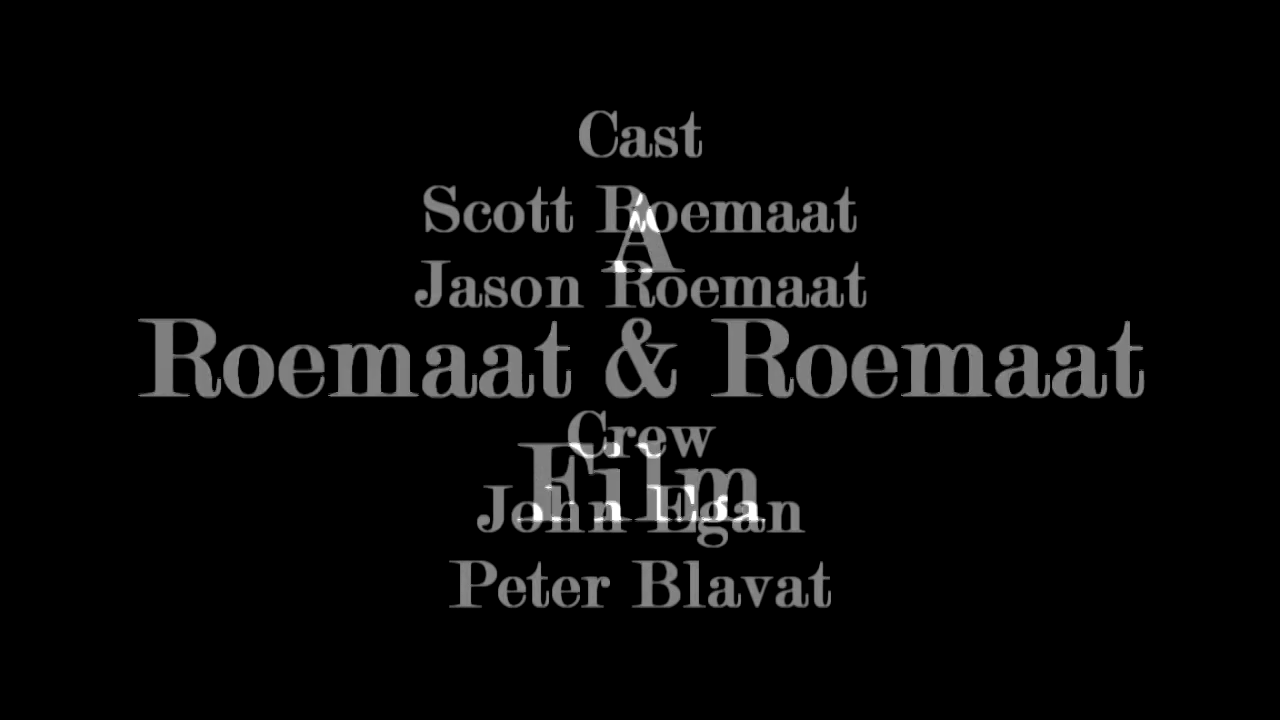 Cast
Scott Roemaat
A
Jason Roemaat
Roemaat & Roemaat
Crew
Film
John Egan
Peter Blavat